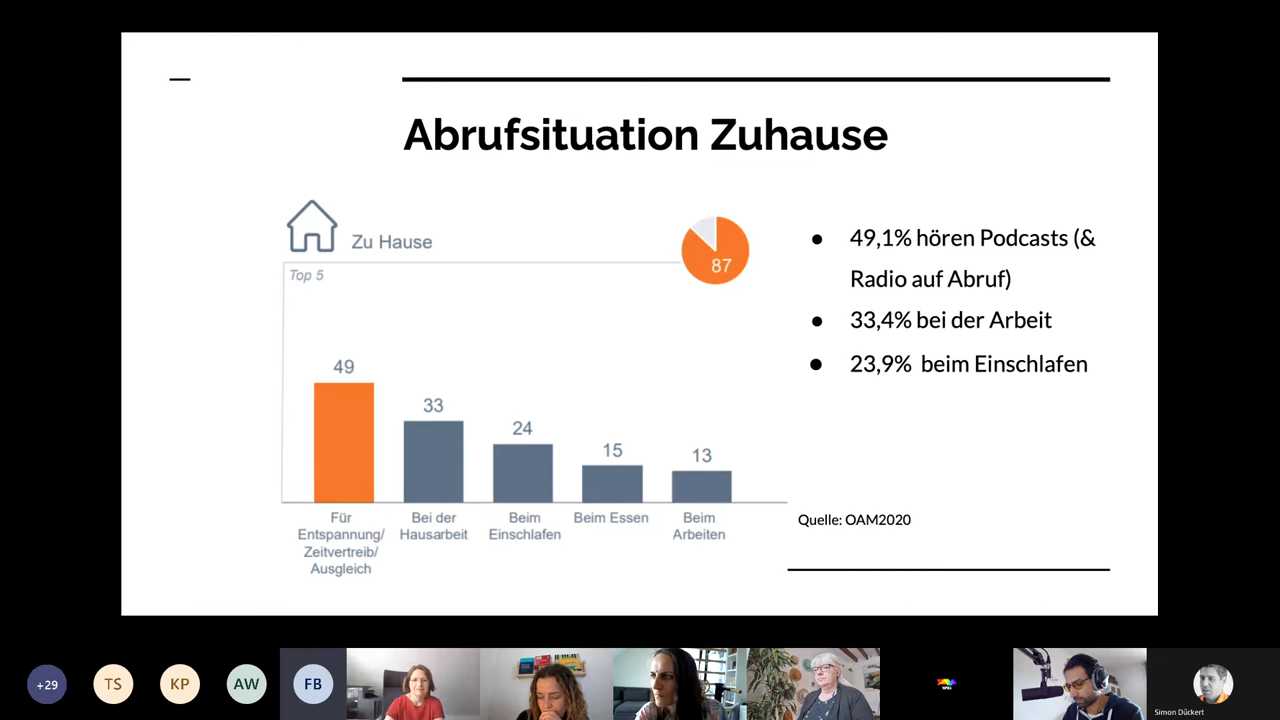 Abrufsituation Zuhause
Zu Hause
87
Top 5
49
33
24
15
13
Für
Entspannung/
Zeitvertreib/
Ausgleich
Bei der
Hausarbeit
Beim
Einschlafen
Beim Essen
Beim
Arbeiten
● 49,1% hören Podcasts (&
Radio auf Abruf)
● 33,4% bei der Arbeit
● 23,9% beim Einschlafen
Quelle: OAM2020
+29
TS
KP
AW
FB
Simon Dückert